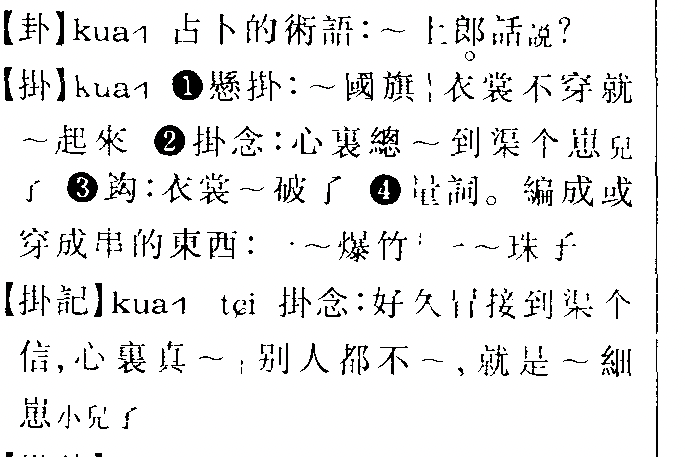 【卦】kua˧ 占卜的術語：～上郎話説？
【掛】kua˧ ❶懸掛：～國旗｜衣裳不穿就
～起來 ❷掛念：心裏總～到渠个崽兒
了 ❸鈎：衣裳～破了 ❹量詞。編成或
穿成串的東西：一～爆竹｜一～珠子
【掛記】kua˧ tɕi 掛念：好久冒接到渠个
信，心裏真～｜别人都不～，就是～細
崽小兒了